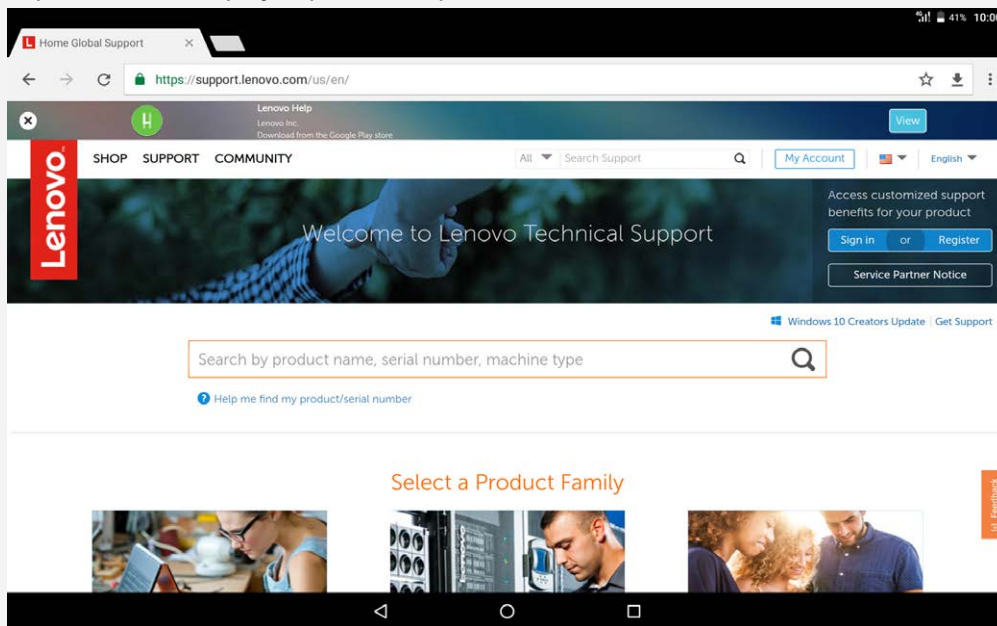 41% 10:00
Home Global Support
https://support.lenovo.com/us/en/
H
Lenovo Help
Lenovo Inc.
Download from the Google Play store
View
Lenovo
SHOP SUPPORT COMMUNITY All Search Support My Account English
Access customized support
benefits for your product
Welcome to Lenovo Technical Support
Sign in or Register
Service Partner Notice
Windows 10 Creators Update Get Support
Search by product name, serial number, machine type
? Help me find my product/serial number
Select a Product Family
Feedback